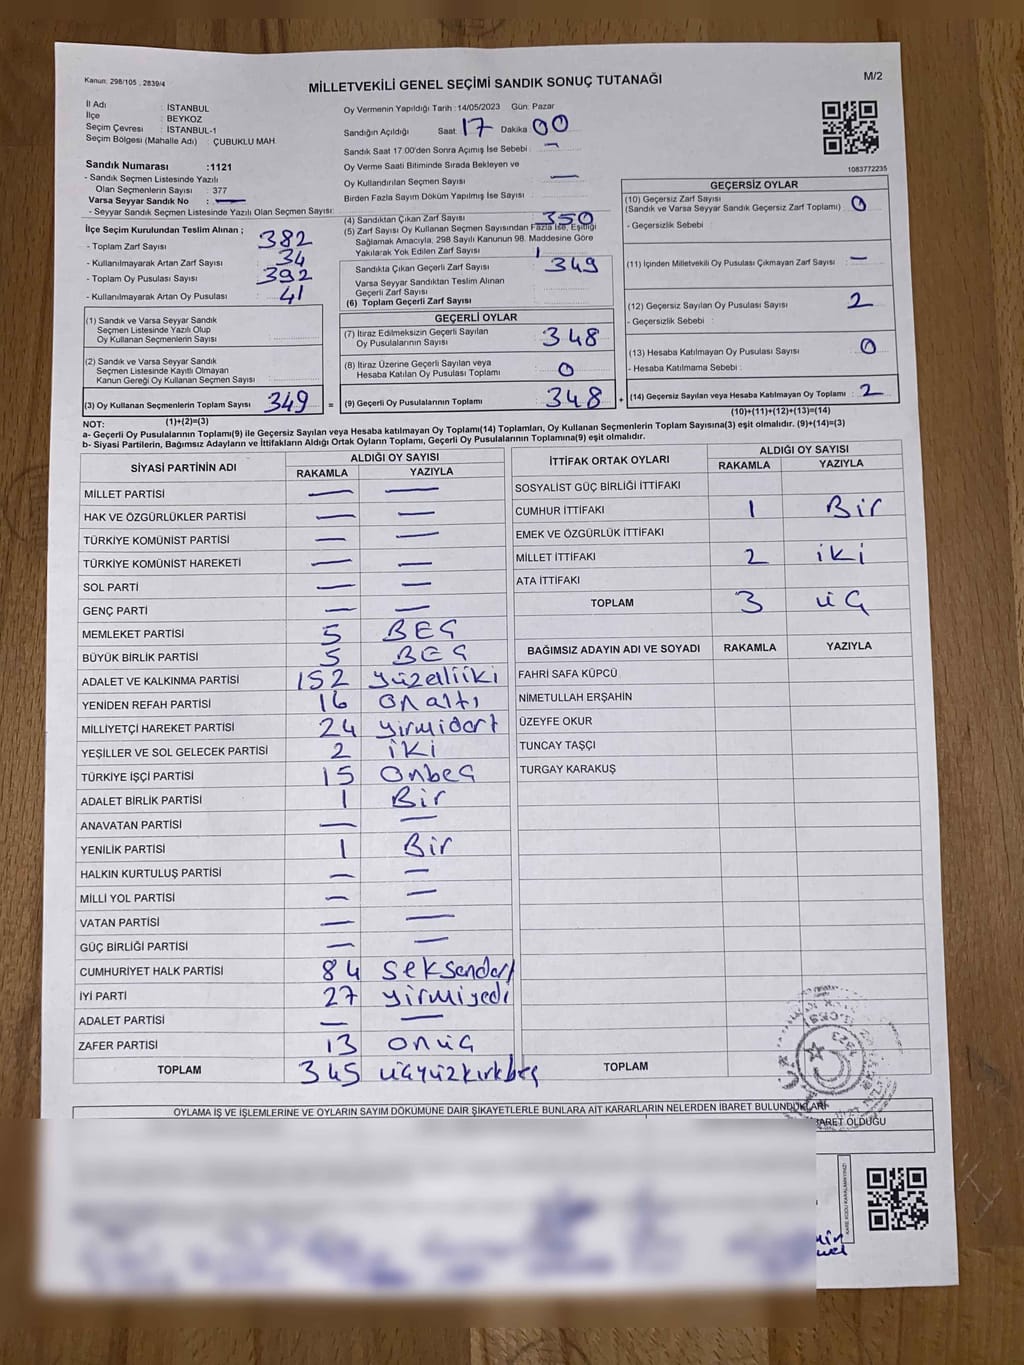 Kanun: 298/105 , 2839/4
MİLLETVEKİLİ GENEL SEÇİMİ SANDIK SONUÇ TUTANAĞI
M/2
İl Adı : İSTANBUL
İlçe : BEYKOZ
Seçim Çevresi : İSTANBUL-1
Seçim Bölgesi (Mahalle Adı) : ÇUBUKLU MAH.
Sandık Numarası :1121
- Sandık Seçmen Listesinde Yazılı
Olan Seçmenlerin Sayısı : 377
Varsa Seyyar Sandık No : —
- Seyyar Sandık Seçmen Listesinde Yazılı Olan Seçmen Sayısı:
İlçe Seçim Kurulundan Teslim Alınan ;
- Toplam Zarf Sayısı : 382
- Kullanılmayarak Artan Zarf Sayısı : 34
- Toplam Oy Pusulası Sayısı : 392
- Kullanılmayarak Artan Oy Pusulası : 41
(1) Sandık ve Varsa Seyyar Sandık
Seçmen Listesinde Yazılı Olup
Oy Kullanan Seçmenlerin Sayısı :
(2) Sandık ve Varsa Seyyar Sandık
Seçmen Listesinde Kayıtlı Olmayan
Kanun Gereği Oy Kullanan Seçmen Sayısı :
(3) Oy Kullanan Seçmenlerin Toplam Sayısı : 349 =
(1)+(2)=(3)
Oy Vermenin Yapıldığı Tarih : 14/05/2023 Gün: Pazar
Sandığın Açıldığı Saat: 17 Dakika: 00
Sandık Saat 17:00'den Sonra Açımış İse Sebebi : —
Oy Verme Saati Bitiminde Sırada Bekleyen ve
Oy Kullandırılan Seçmen Sayısı : —
Birden Fazla Sayım Döküm Yapılmış İse Sayısı :
(4) Sandıktan Çıkan Zarf Sayısı : 350
(5) Zarf Sayısı Oy Kullanan Seçmen Sayısından Fazla İse, Eşitliği
Sağlamak Amacıyla, 298 Sayılı Kanunun 98. Maddesine Göre
Yakılarak Yok Edilen Zarf Sayısı : 1
Sandıkta Çıkan Geçerli Zarf Sayısı : 349
Varsa Seyyar Sandıktan Teslim Alınan
Geçerli Zarf Sayısı :
(6) Toplam Geçerli Zarf Sayısı
GEÇERLİ OYLAR
(7) İtiraz Edilmeksizin Geçerli Sayılan
Oy Pusulalarının Sayısı : 348
(8) İtiraz Üzerine Geçerli Sayılan veya
Hesaba Katılan Oy Pusulası Toplamı : 0
(9) Geçerli Oy Pusulalarının Toplamı : 348 +
1083772235
GEÇERSİZ OYLAR
(10) Geçersiz Zarf Sayısı
(Sandık ve Varsa Seyyar Sandık Geçersiz Zarf Toplamı) : 0
- Geçersizlik Sebebi :
(11) İçinden Milletvekili Oy Pusulası Çıkmayan Zarf Sayısı : —
(12) Geçersiz Sayılan Oy Pusulası Sayısı : 2
- Geçersizlik Sebebi :
(13) Hesaba Katılmayan Oy Pusulası Sayısı : 0
- Hesaba Katılmama Sebebi :
(14) Geçersiz Sayılan veya Hesaba Katılmayan Oy Toplamı : 2
(10)+(11)+(12)+(13)=(14)
NOT:
a- Geçerli Oy Pusulalarının Toplamı(9) ile Geçersiz Sayılan veya Hesaba Katılmayan Oy Toplamı(14) Toplamları, Oy Kullanan Seçmenlerin Toplam Sayısına(3) eşit olmalıdır. (9)+(14)=(3)
b- Siyasi Partilerin, Bağımsız Adayların ve İttifakların Aldığı Ortak Oyların Toplamı, Geçerli Oy Pusulalarının Toplamına(9) eşit olmalıdır.
SİYASİ PARTİNİN ADI
ALDIĞI OY SAYISI
RAKAMLA YAZIYLA
MİLLET PARTİSİ — —
HAK VE ÖZGÜRLÜKLER PARTİSİ — —
TÜRKİYE KOMÜNİST PARTİSİ — —
TÜRKİYE KOMÜNİST HAREKETİ — —
SOL PARTİ — —
GENÇ PARTİ — —
MEMLEKET PARTİSİ 5 BEŞ
BÜYÜK BİRLİK PARTİSİ 5 BEŞ
ADALET VE KALKINMA PARTİSİ 152 yüzelliiki
YENİDEN REFAH PARTİSİ 16 onaltı
MİLLİYETÇİ HAREKET PARTİSİ 24 yirmidört
YEŞİLLER VE SOL GELECEK PARTİSİ 2 iki
TÜRKİYE İŞÇİ PARTİSİ 15 onbeş
ADALET BİRLİK PARTİSİ 1 Bir
ANAVATAN PARTİSİ — —
YENİLİK PARTİSİ 1 Bir
HALKIN KURTULUŞ PARTİSİ — —
MİLLİ YOL PARTİSİ — —
VATAN PARTİSİ — —
GÜÇ BİRLİĞİ PARTİSİ — —
CUMHURİYET HALK PARTİSİ 84 seksendört
İYİ PARTİ 27 yirmiyedi
ADALET PARTİSİ — —
ZAFER PARTİSİ 13 onüç
TOPLAM 345 üçyüzkırkbeş
İTTİFAK ORTAK OYLARI
ALDIĞI OY SAYISI
RAKAMLA YAZIYLA
SOSYALİST GÜÇ BİRLİĞİ İTTİFAKI
CUMHUR İTTİFAKI 1 Bir
EMEK VE ÖZGÜRLÜK İTTİFAKI
MİLLET İTTİFAKI 2 iki
ATA İTTİFAKI
TOPLAM 3 üç
BAĞIMSIZ ADAYIN ADI VE SOYADI RAKAMLA YAZIYLA
FAHRİ SAFA KÜPCÜ
NİMETULLAH ERŞAHİN
ÜZEYFE OKUR
TUNCAY TAŞÇI
TURGAY KARAKUŞ
TOPLAM
OYLAMA İŞ VE İŞLEMLERİNE VE OYLARIN SAYIM DÖKÜMÜNE DAİR ŞİKAYETLERLE BUNLARA AİT KARARLARIN NELERDEN İBARET BULUNDUKLARI
BARET OLDUĞU